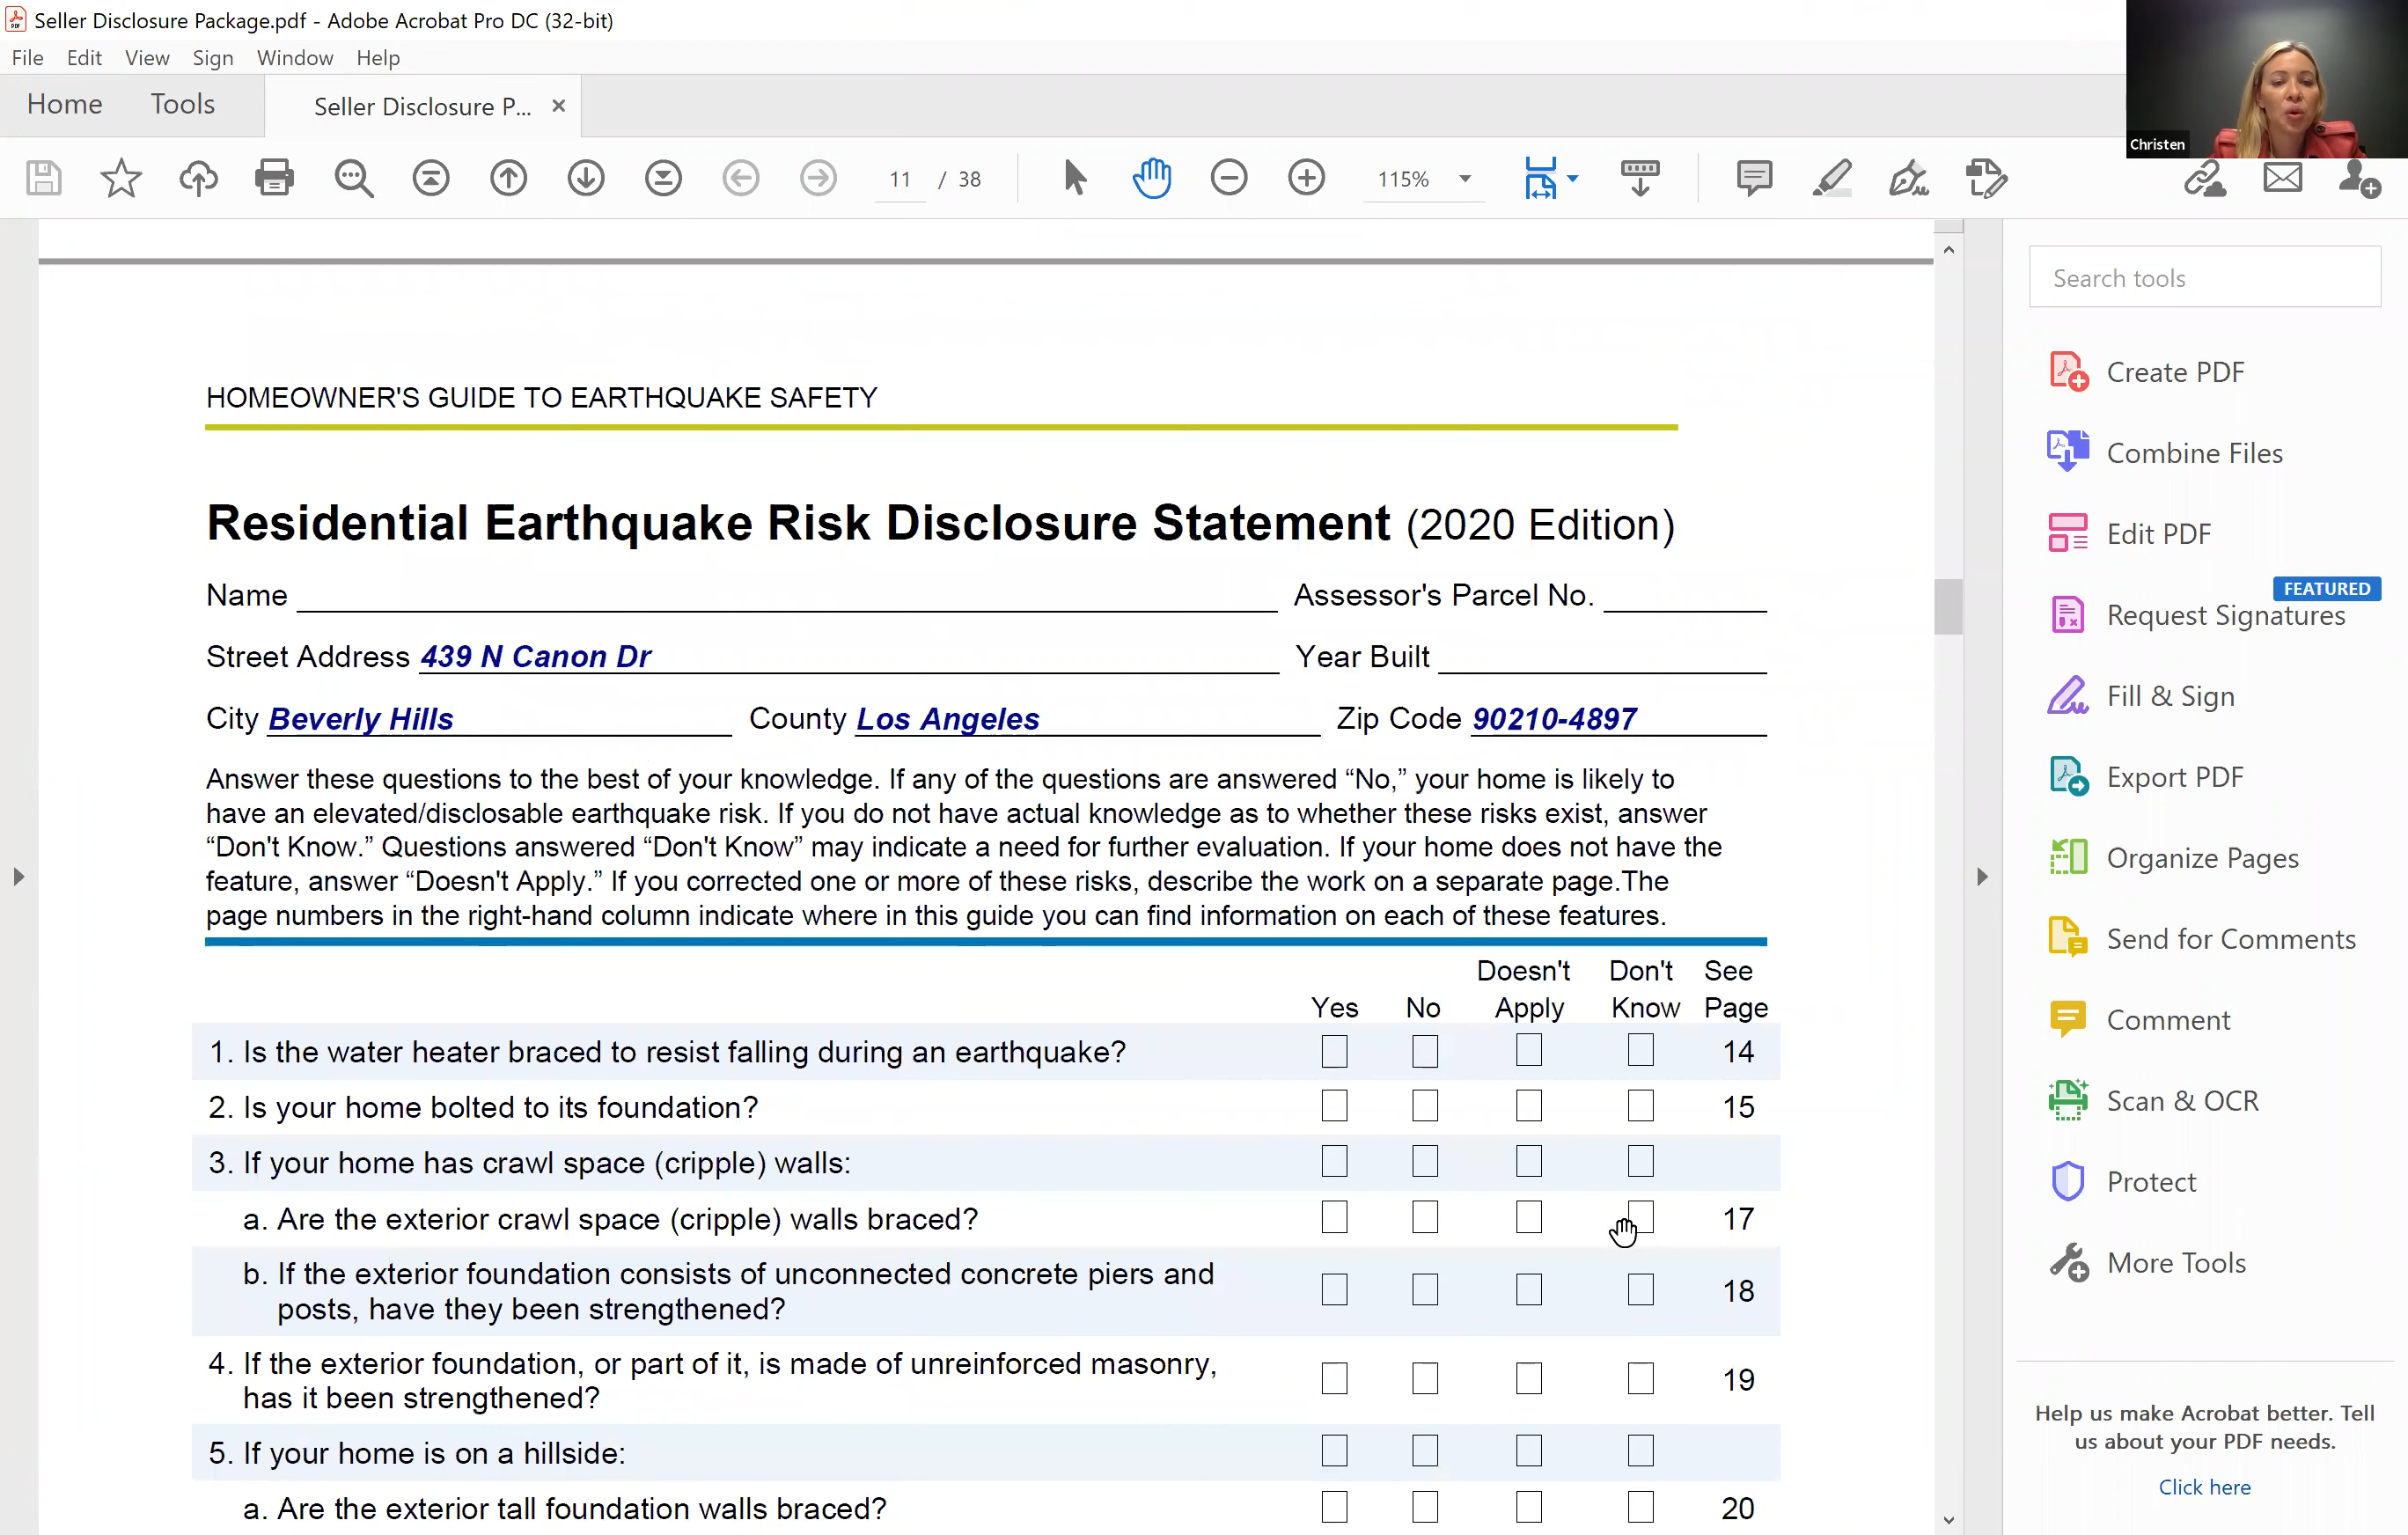 Seller Disclosure Package.pdf - Adobe Acrobat Pro DC (32-bit)
File Edit View Sign Window Help
Home Tools Seller Disclosure P... ×
Christen
11 / 38 115%
Search tools
HOMEOWNER'S GUIDE TO EARTHQUAKE SAFETY
Residential Earthquake Risk Disclosure Statement (2020 Edition)
Name Assessor's Parcel No.
Street Address 439 N Canon Dr Year Built
City Beverly Hills County Los Angeles Zip Code 90210-4897
Answer these questions to the best of your knowledge. If any of the questions are answered “No,” your home is likely to
have an elevated/disclosable earthquake risk. If you do not have actual knowledge as to whether these risks exist, answer
“Don't Know.” Questions answered “Don't Know” may indicate a need for further evaluation. If your home does not have the
feature, answer “Doesn't Apply.” If you corrected one or more of these risks, describe the work on a separate page.The
page numbers in the right-hand column indicate where in this guide you can find information on each of these features.
Doesn't Don't See
Yes No Apply Know Page
1. Is the water heater braced to resist falling during an earthquake? 14
2. Is your home bolted to its foundation? 15
3. If your home has crawl space (cripple) walls:
a. Are the exterior crawl space (cripple) walls braced? 17
b. If the exterior foundation consists of unconnected concrete piers and
posts, have they been strengthened? 18
4. If the exterior foundation, or part of it, is made of unreinforced masonry,
has it been strengthened? 19
5. If your home is on a hillside:
a. Are the exterior tall foundation walls braced? 20
Create PDF
Combine Files
Edit PDF
FEATURED
Request Signatures
Fill & Sign
Export PDF
Organize Pages
Send for Comments
Comment
Scan & OCR
Protect
More Tools
Help us make Acrobat better. Tell
us about your PDF needs.
Click here